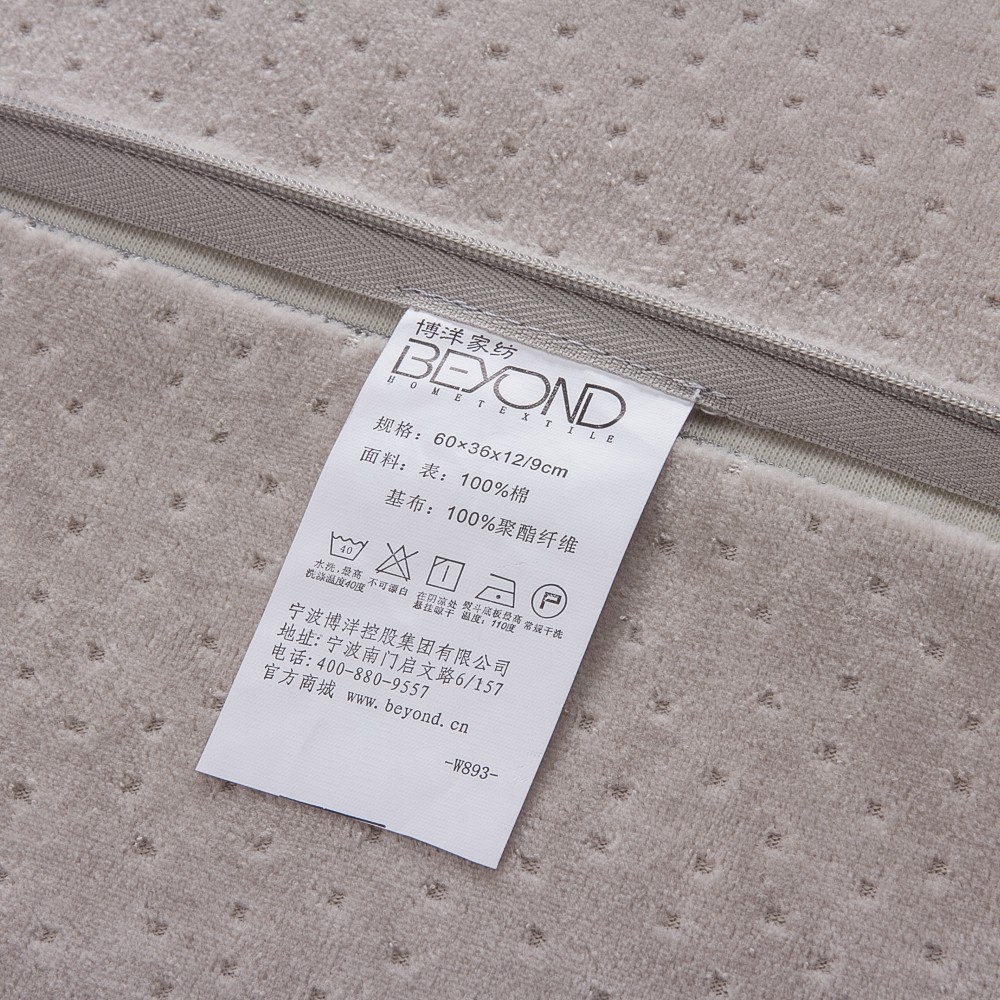 博洋家纺
BEYOND
HOMETEXTILE
规格：60×36x12/9cm
面料：表：100%棉
基布：100%聚酯纤维
40
水洗,最高洗涤温度40度
不可漂白
在阴凉处悬挂晾干
熨斗底板最高温度：110度
常规干洗
P
宁波博洋控股集团有限公司
地址:宁波南门启文路6/157
电话:400-880-9557
官方商城 www.beyond.cn
-W893-